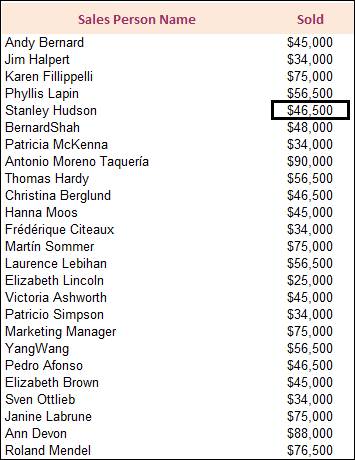 Sales Person Name Sold
Andy Bernard $45,000
Jim Halpert $34,000
Karen Fillippelli $75,000
Phyllis Lapin $56,500
Stanley Hudson $46,500
BernardShah $48,000
Patricia McKenna $34,000
Antonio Moreno Taquería $90,000
Thomas Hardy $56,500
Christina Berglund $46,500
Hanna Moos $45,000
Frédérique Citeaux $34,000
Martín Sommer $75,000
Laurence Lebihan $56,500
Elizabeth Lincoln $25,000
Victoria Ashworth $45,000
Patricio Simpson $34,000
Marketing Manager $75,000
YangWang $56,500
Pedro Afonso $46,500
Elizabeth Brown $45,000
Sven Ottlieb $34,000
Janine Labrune $75,000
Ann Devon $88,000
Roland Mendel $76,500